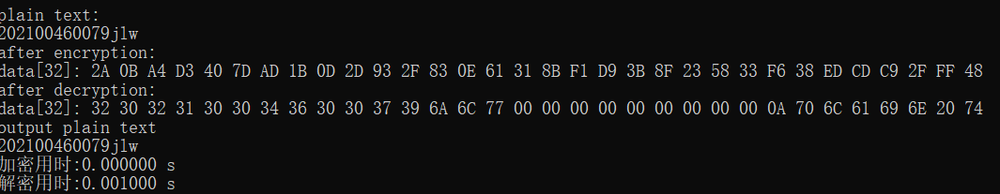 plain text:
202100460079jlw
after encryption:
data[32]: 2A 0B A4 D3 40 7D AD 1B 0D 2D 93 2F 83 0E 61 31 8B F1 D9 3B 8F 23 58 33 F6 38 ED CD C9 2F FF 48
after decryption:
data[32]: 32 30 32 31 30 30 34 36 30 30 37 39 6A 6C 77 00 00 00 00 00 00 00 00 00 00 0A 70 6C 61 69 6E 20 74
output plain text
202100460079jlw
加密用时:0.000000 s
解密用时:0.001000 s